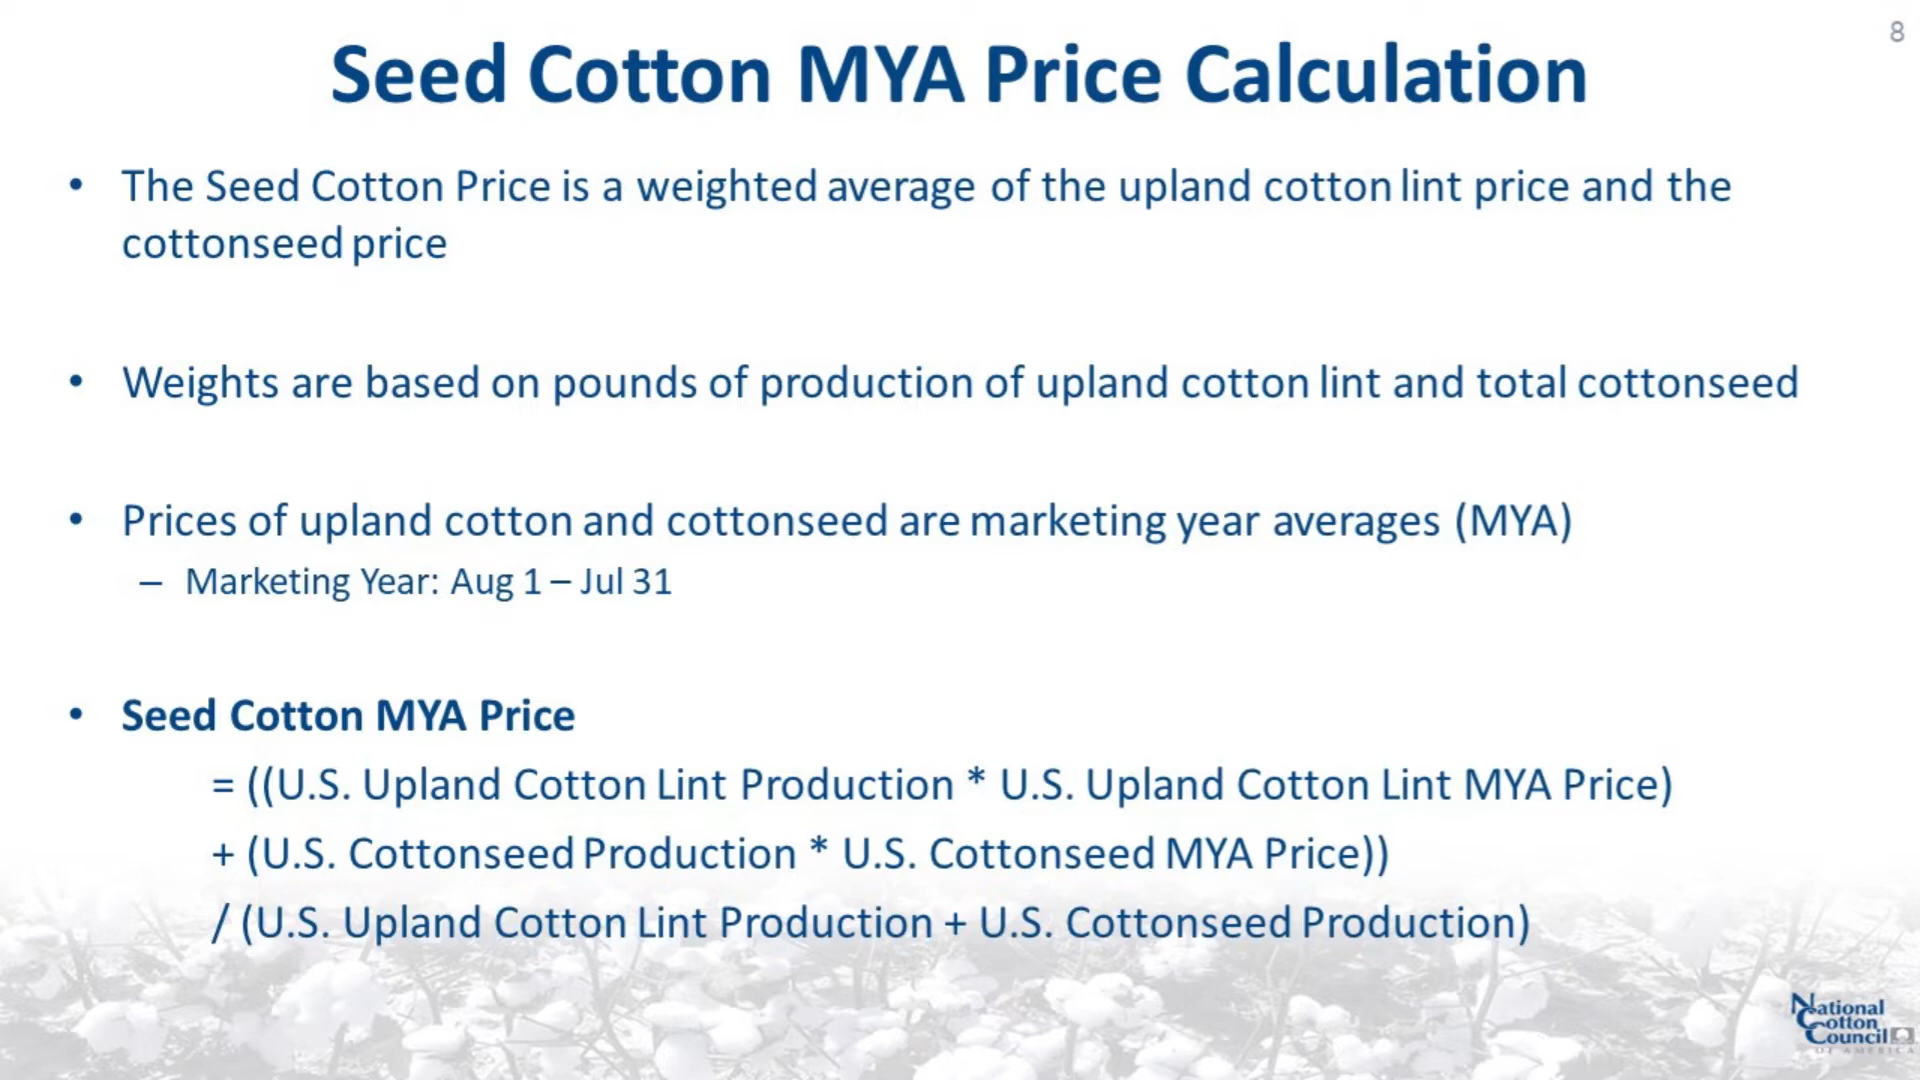 8
Seed Cotton MYA Price Calculation
• The Seed Cotton Price is a weighted average of the upland cotton lint price and the
cottonseed price
• Weights are based on pounds of production of upland cotton lint and total cottonseed
• Prices of upland cotton and cottonseed are marketing year averages (MYA)
– Marketing Year: Aug 1 – Jul 31
• Seed Cotton MYA Price
= ((U.S. Upland Cotton Lint Production * U.S. Upland Cotton Lint MYA Price)
+ (U.S. Cottonseed Production * U.S. Cottonseed MYA Price))
/ (U.S. Upland Cotton Lint Production + U.S. Cottonseed Production)
National
Cotton
Council
OF AMERICA